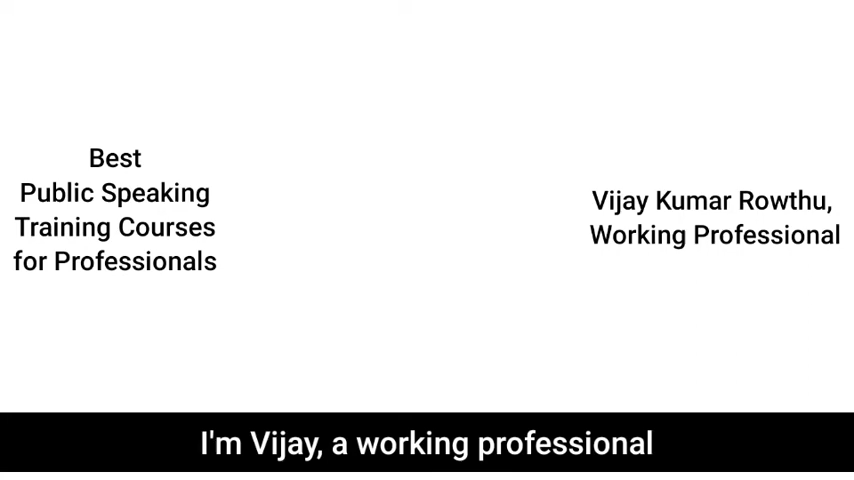 Best
Public Speaking
Training Courses
for Professionals
Vijay Kumar Rowthu,
Working Professional
I'm Vijay, a working professional